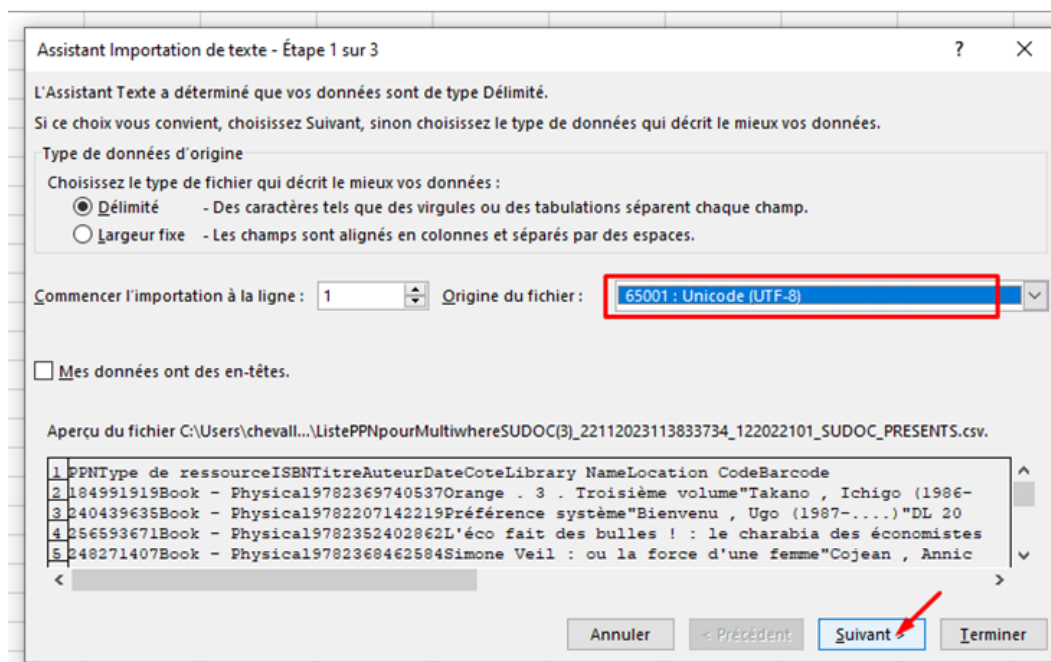 Assistant Importation de texte - Étape 1 sur 3 ? ×
L'Assistant Texte a déterminé que vos données sont de type Délimité.
Si ce choix vous convient, choisissez Suivant, sinon choisissez le type de données qui décrit le mieux vos données.
Type de données d'origine
Choisissez le type de fichier qui décrit le mieux vos données :
Délimité - Des caractères tels que des virgules ou des tabulations séparent chaque champ.
Largeur fixe - Les champs sont alignés en colonnes et séparés par des espaces.
Commencer l'importation à la ligne : 1 Origine du fichier : 65001 : Unicode (UTF-8)
Mes données ont des en-têtes.
Aperçu du fichier C:\Users\chevall...\ListePPNpourMultiwhereSUDOC(3)_22112023113833734_122022101_SUDOC_PRESENTS.csv.
1 PPNType de ressourceISBNTitreAuteurDateCoteLibrary NameLocation CodeBarcode
2 184991919Book - Physical9782369740537Orange . 3 . Troisième volume"Takano , Ichigo (1986-
3 240439635Book - Physical9782207142219Préférence système"Bienvenu , Ugo (1987-....)"DL 20
4 256593671Book - Physical9782352402862L'éco fait des bulles ! : le charabia des économistes
5 248271407Book - Physical9782368462584Simone Veil : ou la force d'une femme"Cojean , Annic
Annuler < Précédent Suivant > Terminer